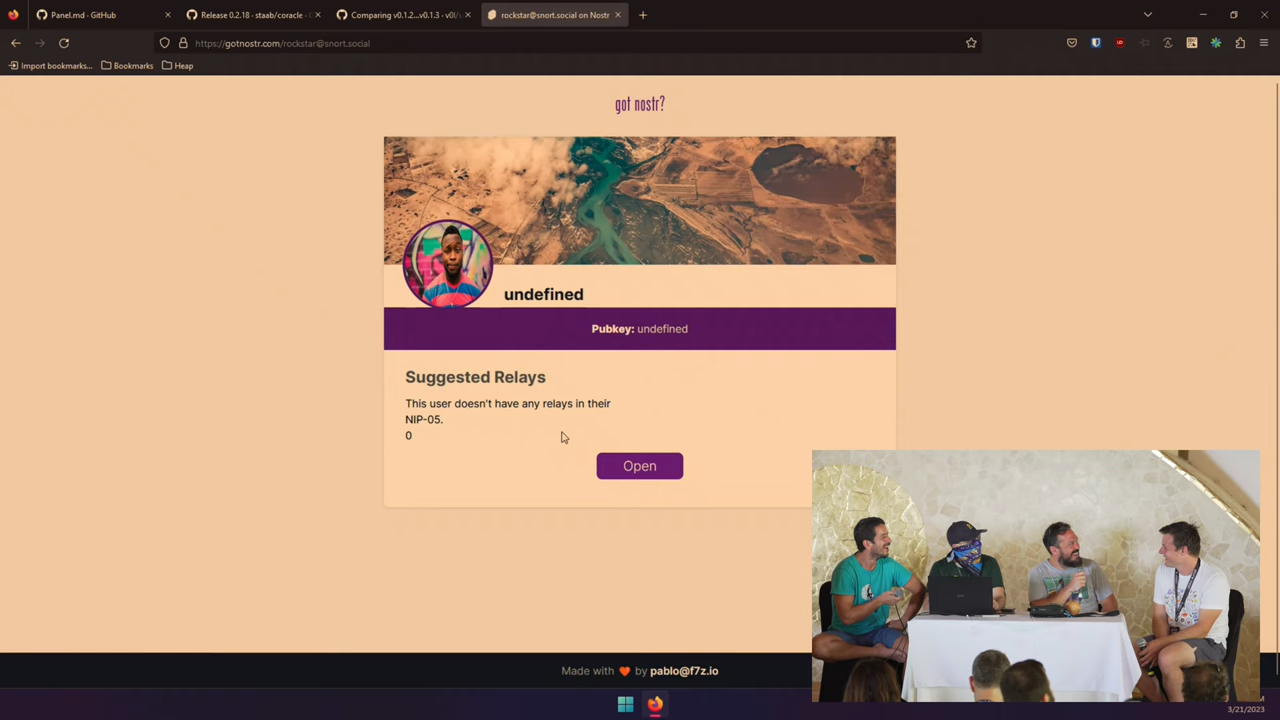 Panel.md - GitHub
Release 0.2.18 - staab/coracle
Comparing v0.1.2...v0.1.3 - v0l/
rockstar@snort.social on Nostr
https://gotnostr.com/rockstar@snort.social
Import bookmarks...
Bookmarks
Heap
got nostr?
undefined
Pubkey: undefined
Suggested Relays
This user doesn't have any relays in their
NIP-05.
0
Open
Made with ❤️ by pablo@f7z.io
3/21/2023